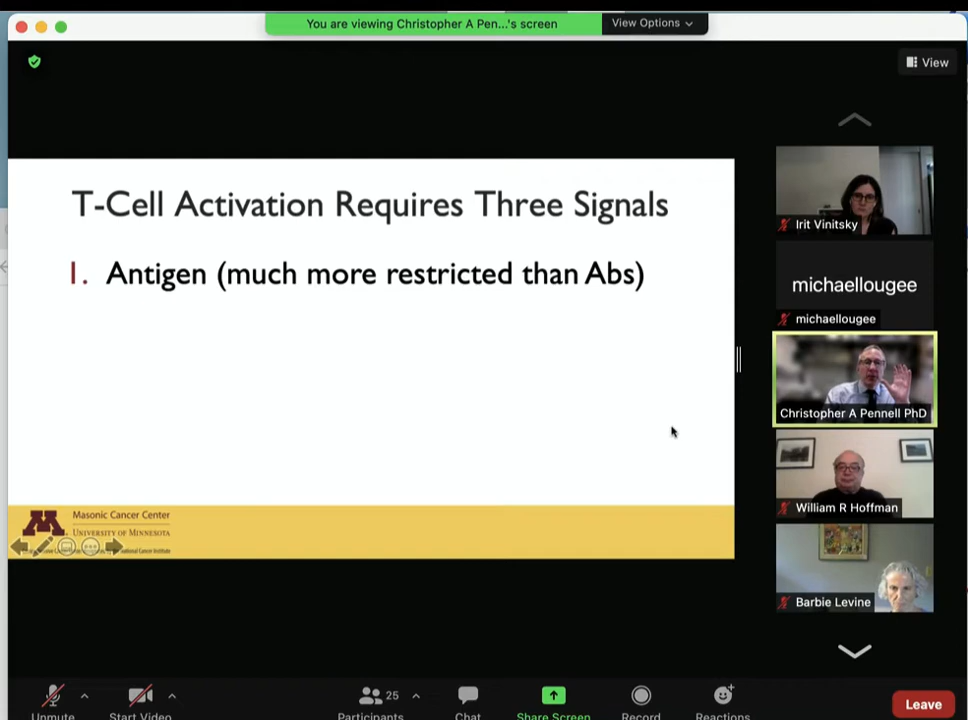 You are viewing Christopher A Pen...'s screen
View Options
View
T-Cell Activation Requires Three Signals
1. Antigen (much more restricted than Abs)
Masonic Cancer Center
UNIVERSITY OF MINNESOTA
Irit Vinitsky
michaellougee
michaellougee
Christopher A Pennell PhD
William R Hoffman
Barbie Levine
Unmute
Start Video
25
Participants
Chat
Share Screen
Record
Reactions
Leave